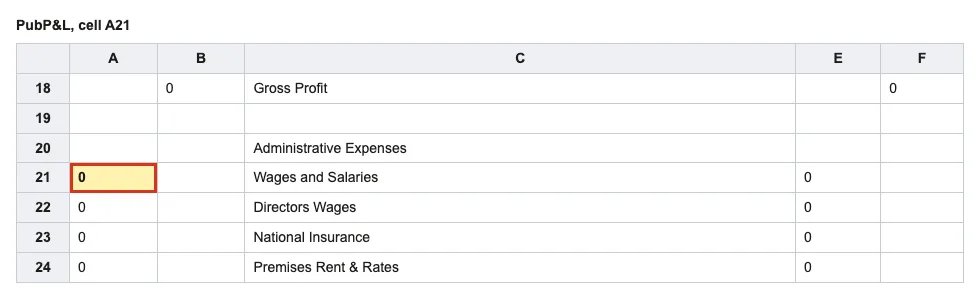 PubP&L, cell A21
A B C E F
18 0 Gross Profit 0
19
20 Administrative Expenses
21 0 Wages and Salaries 0
22 0 Directors Wages 0
23 0 National Insurance 0
24 0 Premises Rent & Rates 0